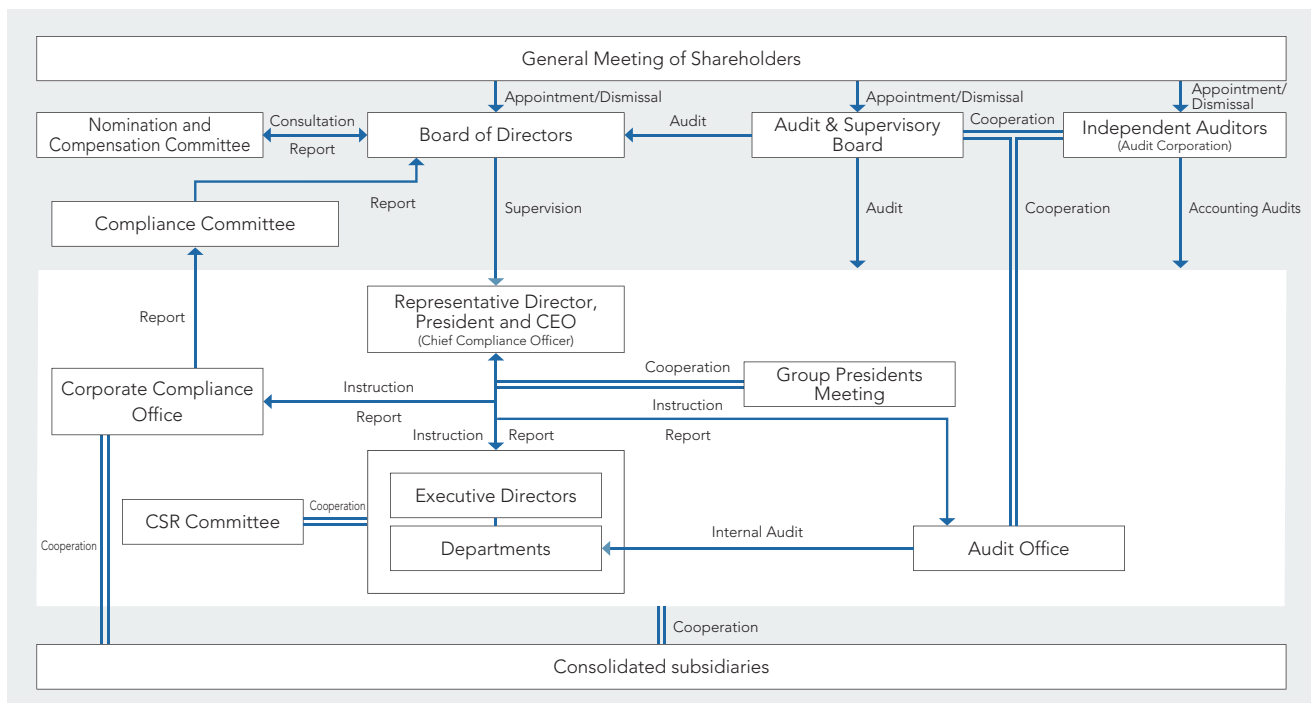 General Meeting of Shareholders
Appointment/Dismissal
Appointment/Dismissal
Appointment/
Dismissal
Nomination and
Compensation Committee
Consultation
Report
Board of Directors
Audit
Audit & Supervisory
Board
Cooperation
Independent Auditors
(Audit Corporation)
Report
Supervision
Audit
Cooperation
Accounting Audits
Compliance Committee
Report
Representative Director,
President and CEO
(Chief Compliance Officer)
Corporate Compliance
Office
Instruction
Report
Cooperation
Group Presidents
Meeting
Instruction
Report
Instruction
Report
Executive Directors
CSR Committee
Cooperation
Departments
Internal Audit
Audit Office
Cooperation
Cooperation
Consolidated subsidiaries